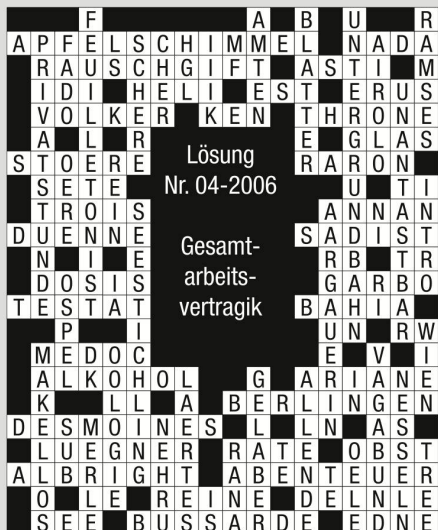 F A B U R
APFELSCHIMMEL NADA
RAUSCHGIFT ASTI M
IDI HELI EST ERUS
VOLKER KEN THRONE
A L R E GLAS
STOERE Lösung RARON
SETE Nr. 04-2006 U TI
TROIS ANNAN
DUENNE Gesamt- SADIST
N I E arbeits- RB TR
DOSIS GARBO
TESTAT vertragik BAHIA
P I UN RW
MEDOC E V I
ALKOHOL G ARIANE
K LL A BERLINGEN
DESMOINES L LN AS
LUEGNER RATE OBST
ALBRIGHT ABENTEUER
O LE REINE DELNLE
SEE BUSSARDE EDNE